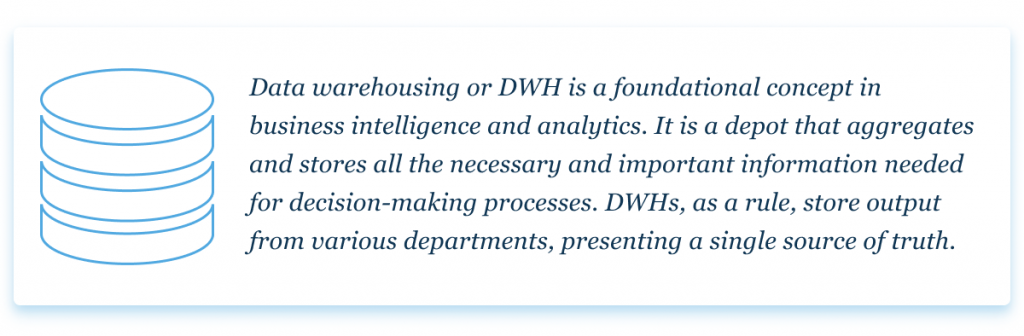 Data warehousing or DWH is a foundational concept in
business intelligence and analytics. It is a depot that aggregates
and stores all the necessary and important information needed
for decision-making processes. DWHs, as a rule, store output
from various departments, presenting a single source of truth.